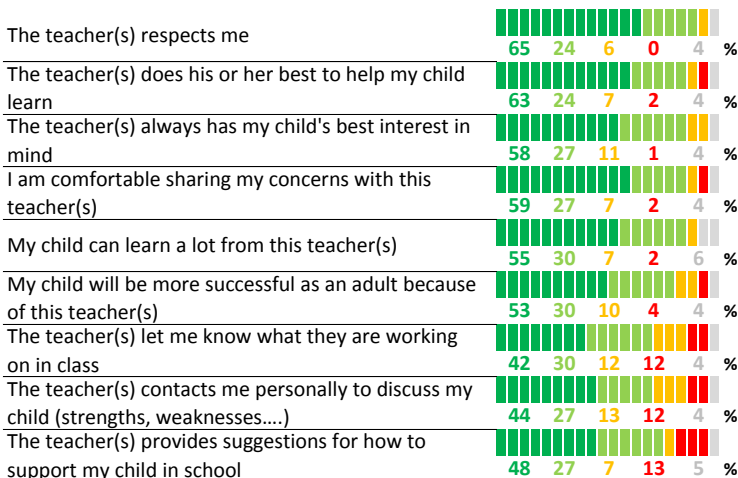 The teacher(s) respects me
65 24 6 0 4 %
The teacher(s) does his or her best to help my child
learn
63 24 7 2 4 %
The teacher(s) always has my child's best interest in
mind
58 27 11 1 4 %
I am comfortable sharing my concerns with this
teacher(s)
59 27 7 2 4 %
My child can learn a lot from this teacher(s)
55 30 7 2 6 %
My child will be more successful as an adult because
of this teacher(s)
53 30 10 4 4 %
The teacher(s) let me know what they are working
on in class
42 30 12 12 4 %
The teacher(s) contacts me personally to discuss my
child (strengths, weaknesses....)
44 27 13 12 4 %
The teacher(s) provides suggestions for how to
support my child in school
48 27 7 13 5 %